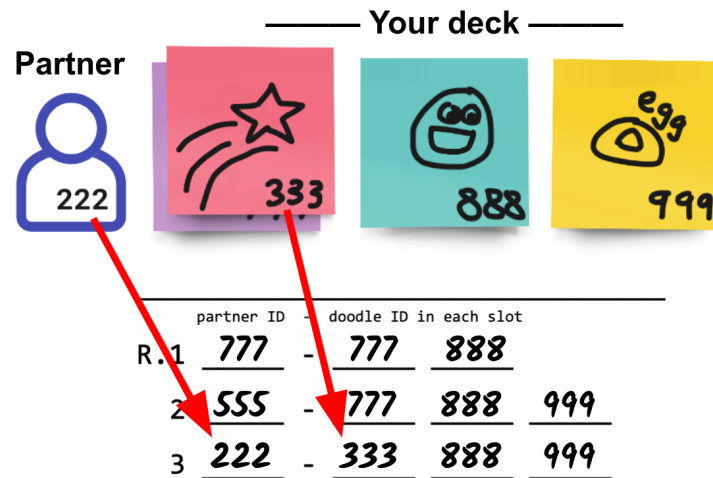 Your deck
Partner
222
333
egg
888
999
partner ID - doodle ID in each slot
R.1 777 - 777 888
2 555 - 777 888 999
3 222 - 333 888 999